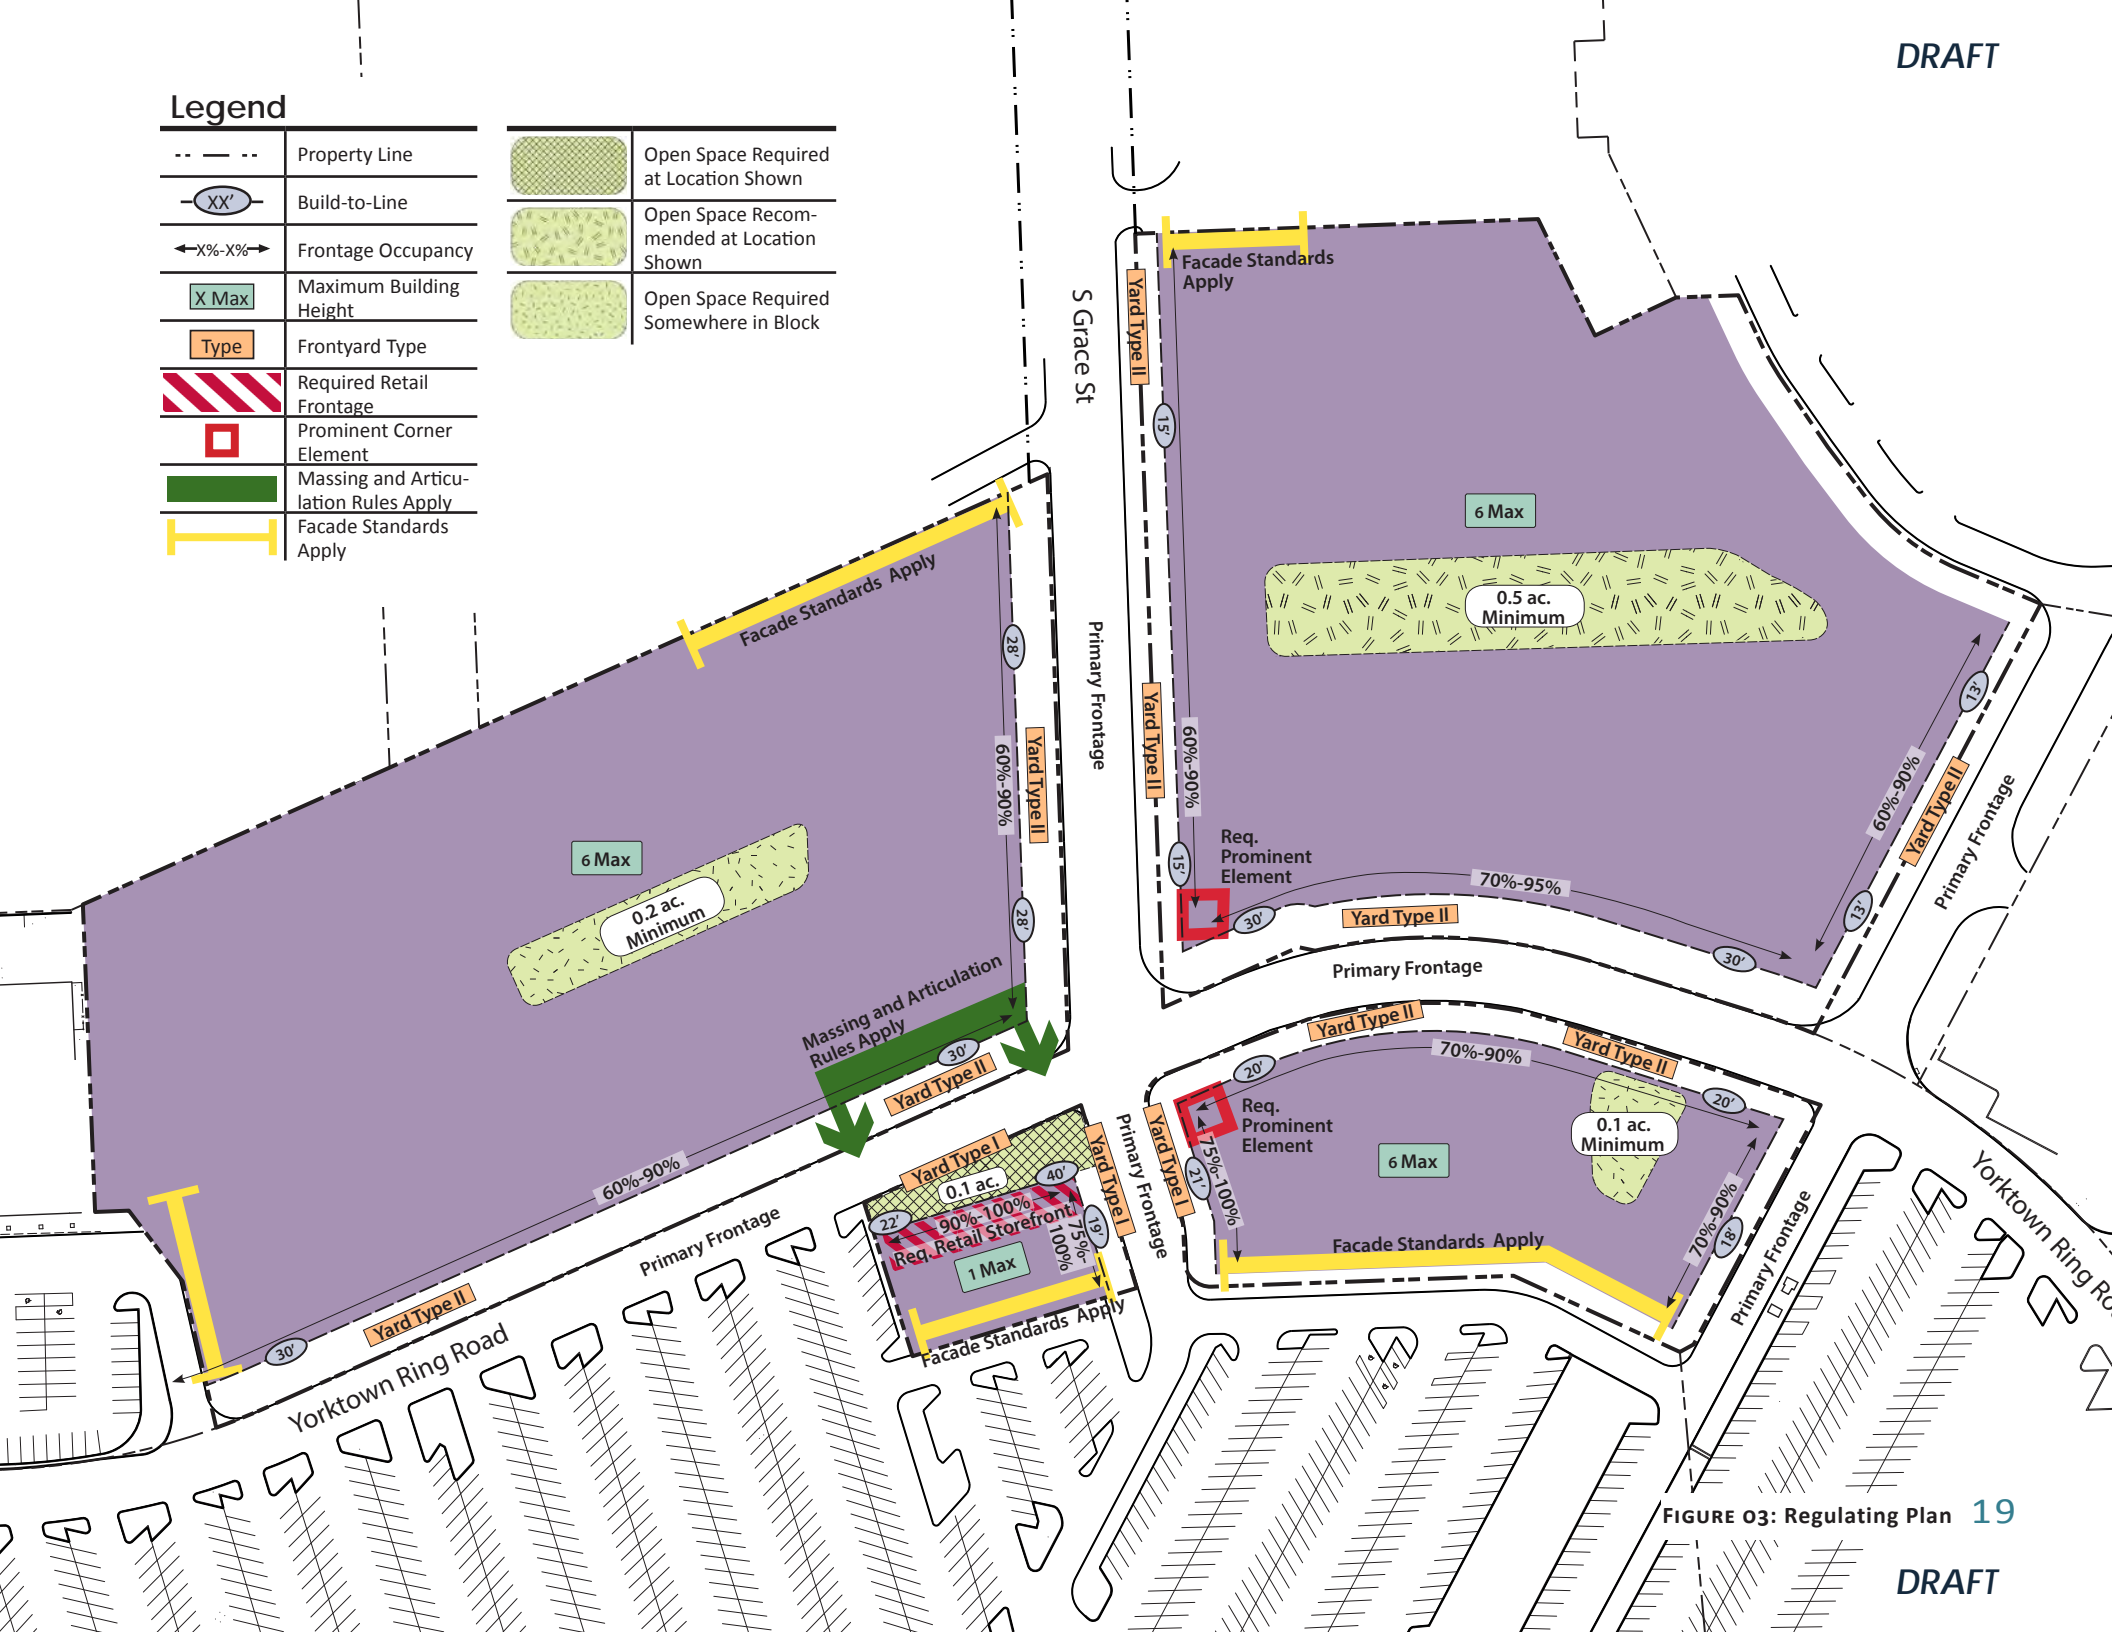 DRAFT
Legend
Property Line
XX'
Build-to-Line
X%-X%
Frontage Occupancy
X Max
Maximum Building
Height
Type
Frontyard Type
Required Retail
Frontage
Prominent Corner
Element
Massing and Articu-
lation Rules Apply
Facade Standards
Apply
Open Space Required
at Location Shown
Open Space Recom-
mended at Location
Shown
Open Space Required
Somewhere in Block
S Grace St
Primary Frontage
Facade Standards
Apply
Yard Type II
15'
6 Max
0.5 ac.
Minimum
Yard Type II
60%-90%
15'
Req.
Prominent
Element
30'
70%-95%
Yard Type II
30'
Primary Frontage
13'
60%-90%
Yard Type II
13'
Primary Frontage
Facade Standards Apply
28'
60%-90%
Yard Type II
28'
6 Max
0.2 ac.
Minimum
Massing and Articulation
Rules Apply
30'
Yard Type II
60%-90%
Primary Frontage
Yard Type II
30'
Yorktown Ring Road
Yard Type I
0.1 ac.
40'
22'
90%-100%
Req. Retail Storefront
75%-
100%
19'
Yard Type I
1 Max
Facade Standards Apply
Primary Frontage
Yard Type I
21'
75%-100%
Req.
Prominent
Element
20'
Yard Type II
70%-90%
Yard Type II
20'
0.1 ac.
Minimum
6 Max
70%-90%
18'
Facade Standards Apply
Primary Frontage
Yorktown Ring Ro
FIGURE 03: Regulating Plan 19
DRAFT